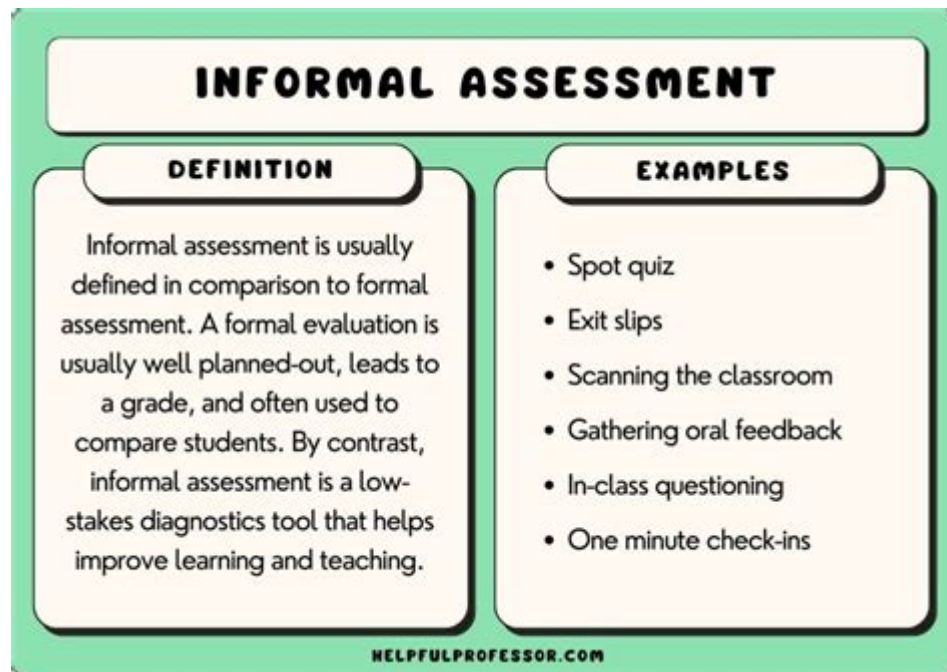 INFORMAL ASSESSMENT
DEFINITION
Informal assessment is usually
defined in comparison to formal
assessment. A formal evaluation is
usually well planned-out, leads to
a grade, and often used to
compare students. By contrast,
informal assessment is a low-
stakes diagnostics tool that helps
improve learning and teaching.
EXAMPLES
• Spot quiz
• Exit slips
• Scanning the classroom
• Gathering oral feedback
• In-class questioning
• One minute check-ins
HELPFULPROFESSOR.COM